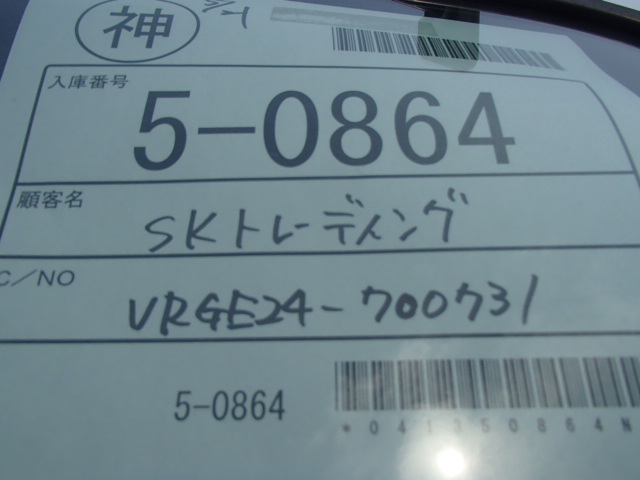 神
入庫番号
5-0864
顧客名
SKトレーディング
C/NO
VRGE24-700731
5-0864
*041350864N